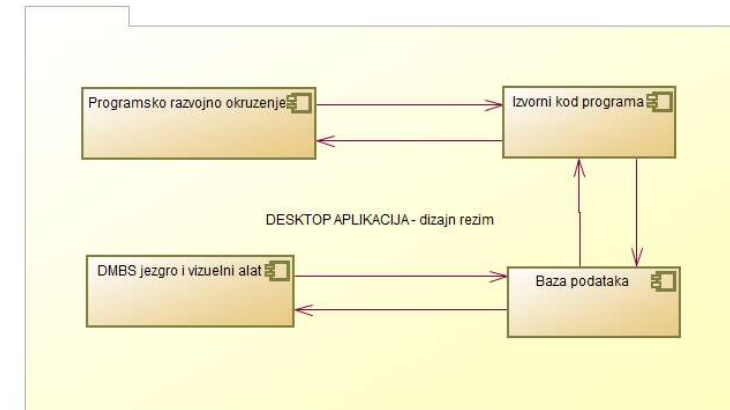 Programsko razvojno okruzenje
Izvorni kod programa
DESKTOP APLIKACIJA - dizajn rezim
DMBS jezgro i vizuelni alat
Baza podataka